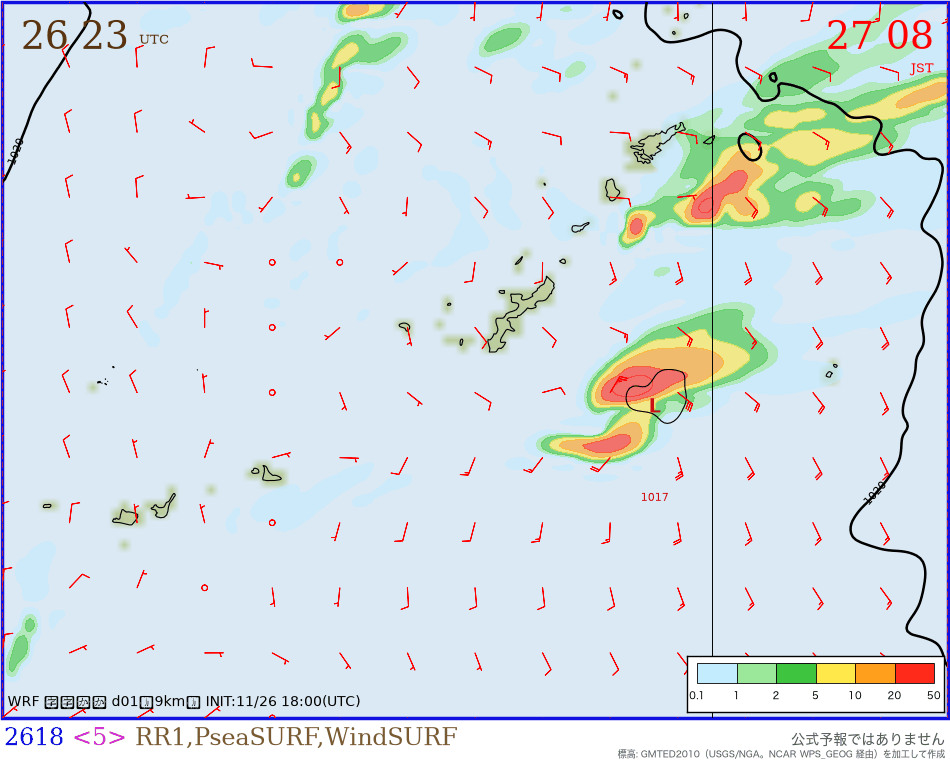 26 23 UTC
27 08
JST
1020
L
1017
1020
0.1 1 2 5 10 20 50
WRF d01 9km INIT:11/26 18:00(UTC)
2618 <5> RR1,PseaSURF,WindSURF
公式予報ではありません
標高: GMTED2010（USGS/NGA。NCAR WPS_GEOG 経由）を加工して作成